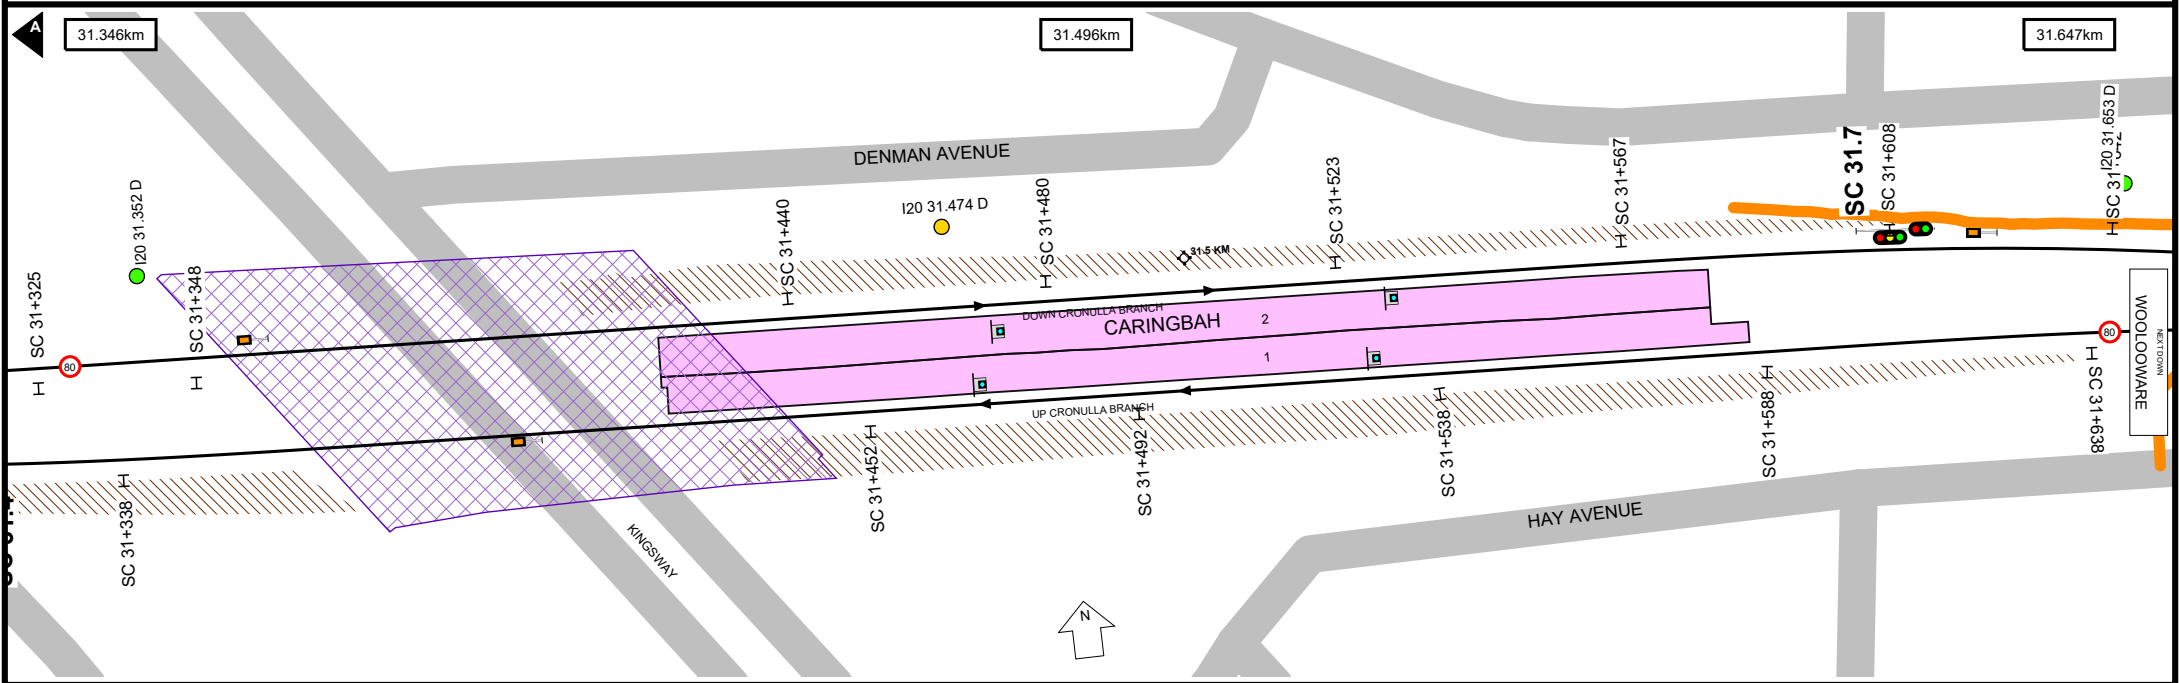 A
31.346km
31.496km
31.647km
I20 31.653 D
DENMAN AVENUE
SC 31.7
SC 31+608
SC 31+567
SC 31+523
I20 31.352 D
SC 31+440
I20 31.474 D
SC 31+480
31.5 KM
SC 31+325
SC 31+348
80
DOWN CRONULLA BRANCH
CARINGBAH
2
1
80
WOOLOOWARE
NEXT DOWN
UP CRONULLA BRANCH
SC 31+338
SC 31+452
SC 31+492
SC 31+538
SC 31+588
SC 31+638
KINGSWAY
HAY AVENUE
N